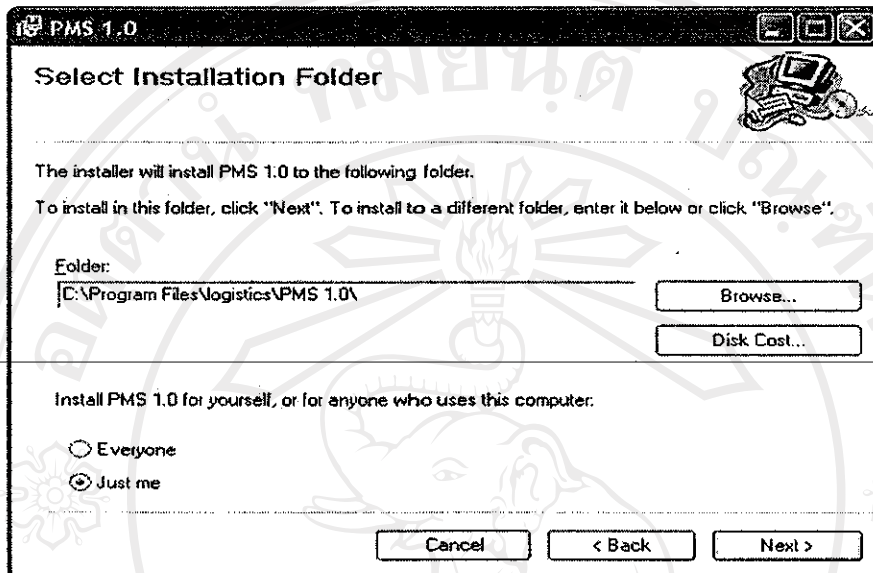 PMS 1.0
Select Installation Folder
The installer will install PMS 1.0 to the following folder.
To install in this folder, click "Next". To install to a different folder, enter it below or click "Browse".
Folder:
C:\Program Files\logistics\PMS 1.0\
Browse...
Disk Cost...
Install PMS 1.0 for yourself, or for anyone who uses this computer:
Everyone
Just me
Cancel
< Back
Next >